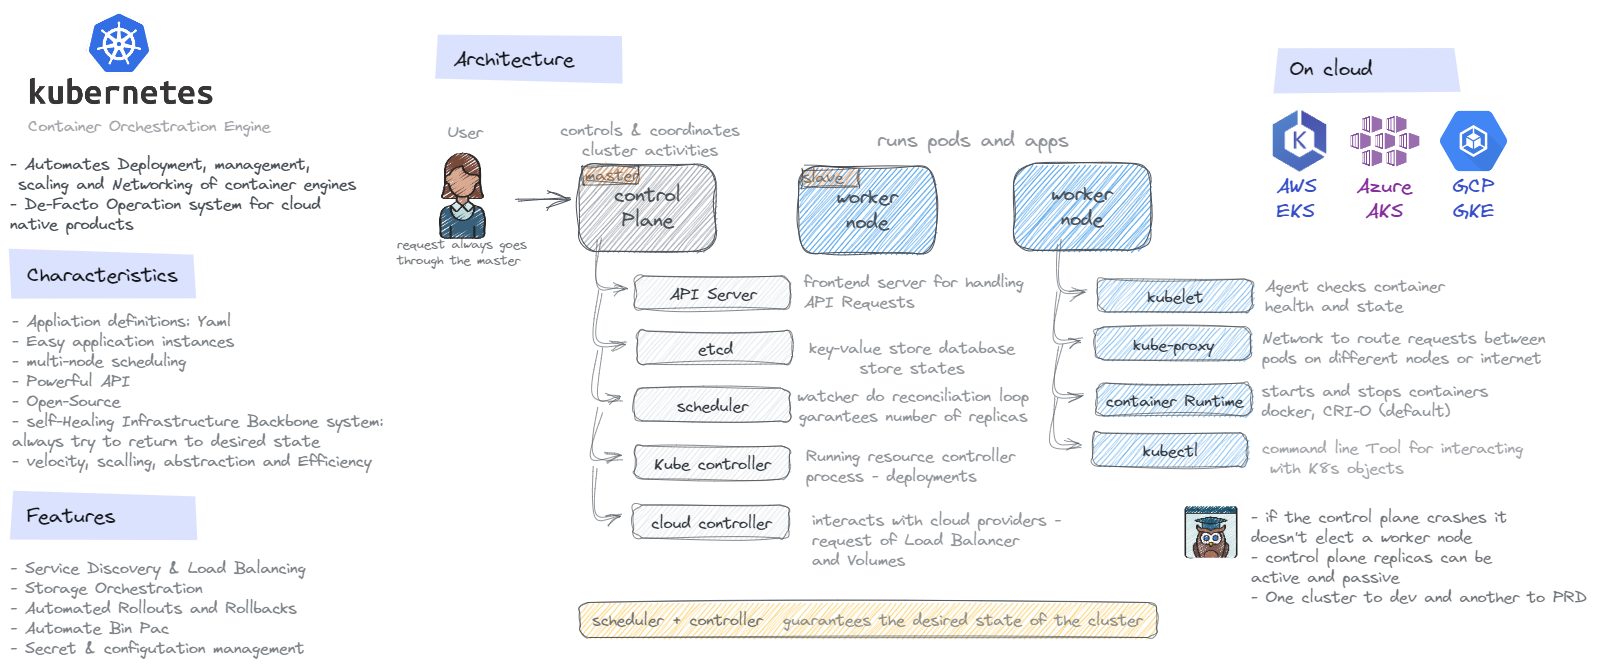 kubernetes
Container Orchestration Engine
- Automates Deployment, management,
scaling and Networking of container engines
- De-Facto Operation system for cloud
native products
Characteristics
- Appliation definitions: Yaml
- Easy application instances
- multi-node scheduling
- Powerful API
- Open-Source
- self-Healing Infrastructure Backbone system:
always try to return to desired state
- velocity, scalling, abstraction and Efficiency
Features
- Service Discovery & Load Balancing
- Storage Orchestration
- Automated Rollouts and Rollbacks
- Automate Bin Pac
- Secret & configutation management
Architecture
User
request always goes
through the master
controls & coordinates
cluster activities
master
control
Plane
runs pods and apps
slave
worker
node
worker
node
API Server
frontend server for handling
API Requests
etcd
key-value store database
store states
scheduler
watcher do reconciliation loop
garantees number of replicas
Kube controller
Running resource controller
process - deployments
cloud controller
interacts with cloud providers -
request of Load Balancer
and Volumes
scheduler + controller guarantees the desired state of the cluster
kubelet
Agent checks container
health and state
kube-proxy
Network to route requests between
pods on different nodes or internet
container Runtime
starts and stops containers
docker, CRI-O (default)
kubectl
command line Tool for interacting
with K8s objects
On cloud
K
AWS
EKS
Azure
AKS
GCP
GKE
- if the control plane crashes it
doesn't elect a worker node
- control plane replicas can be
active and passive
- One cluster to dev and another to PRD